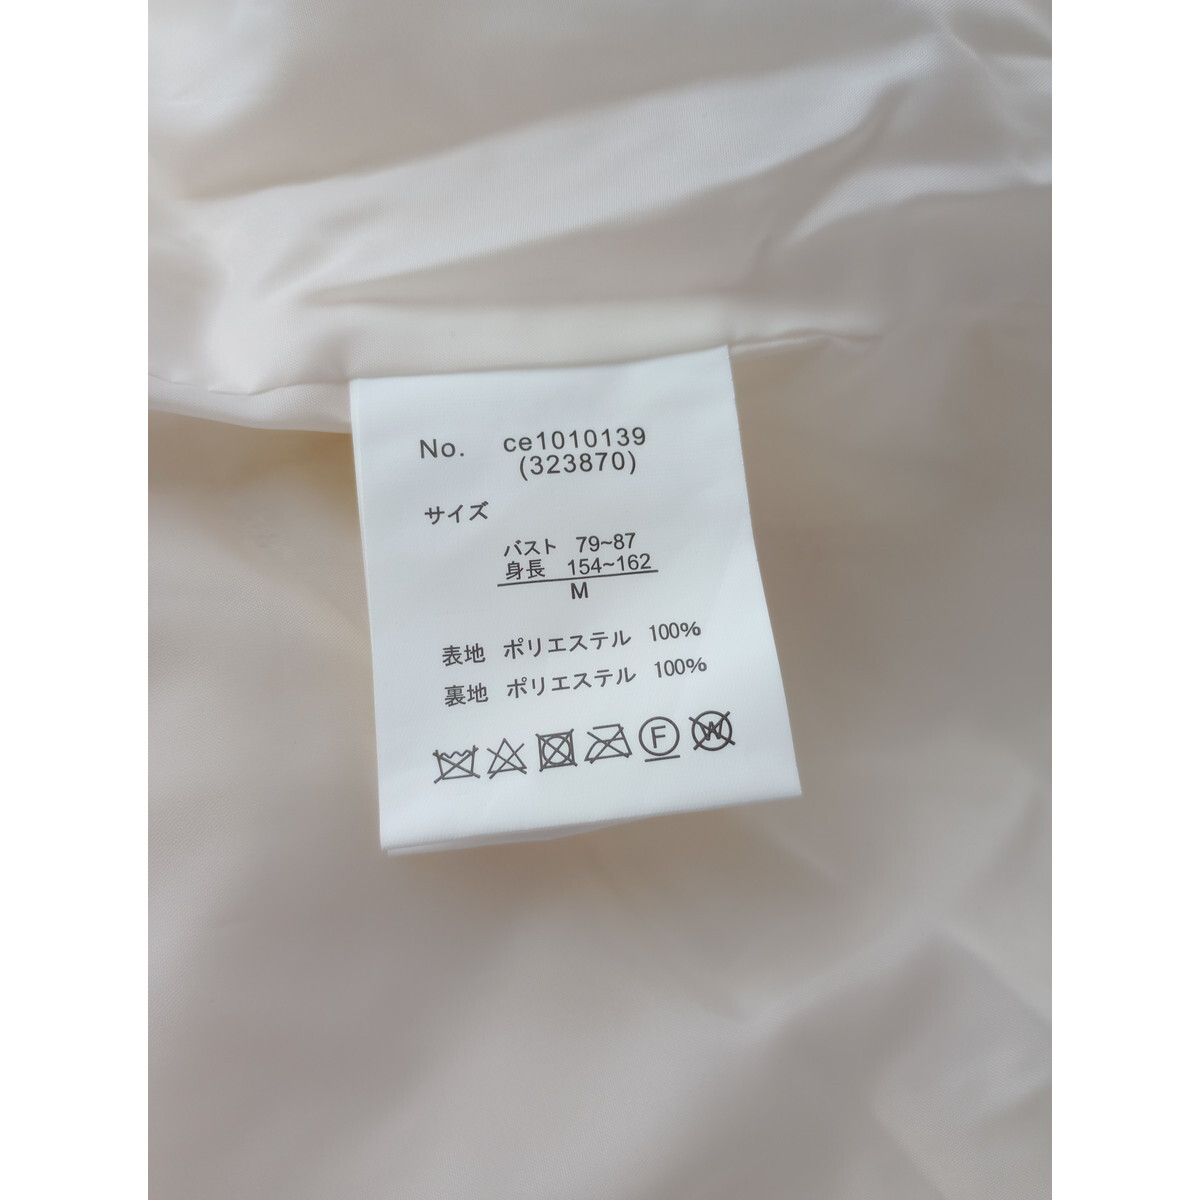 No. ce1010139
(323870)
サイズ
バスト 79~87
身長 154~162
M
表地 ポリエステル 100%
裏地 ポリエステル 100%
F W